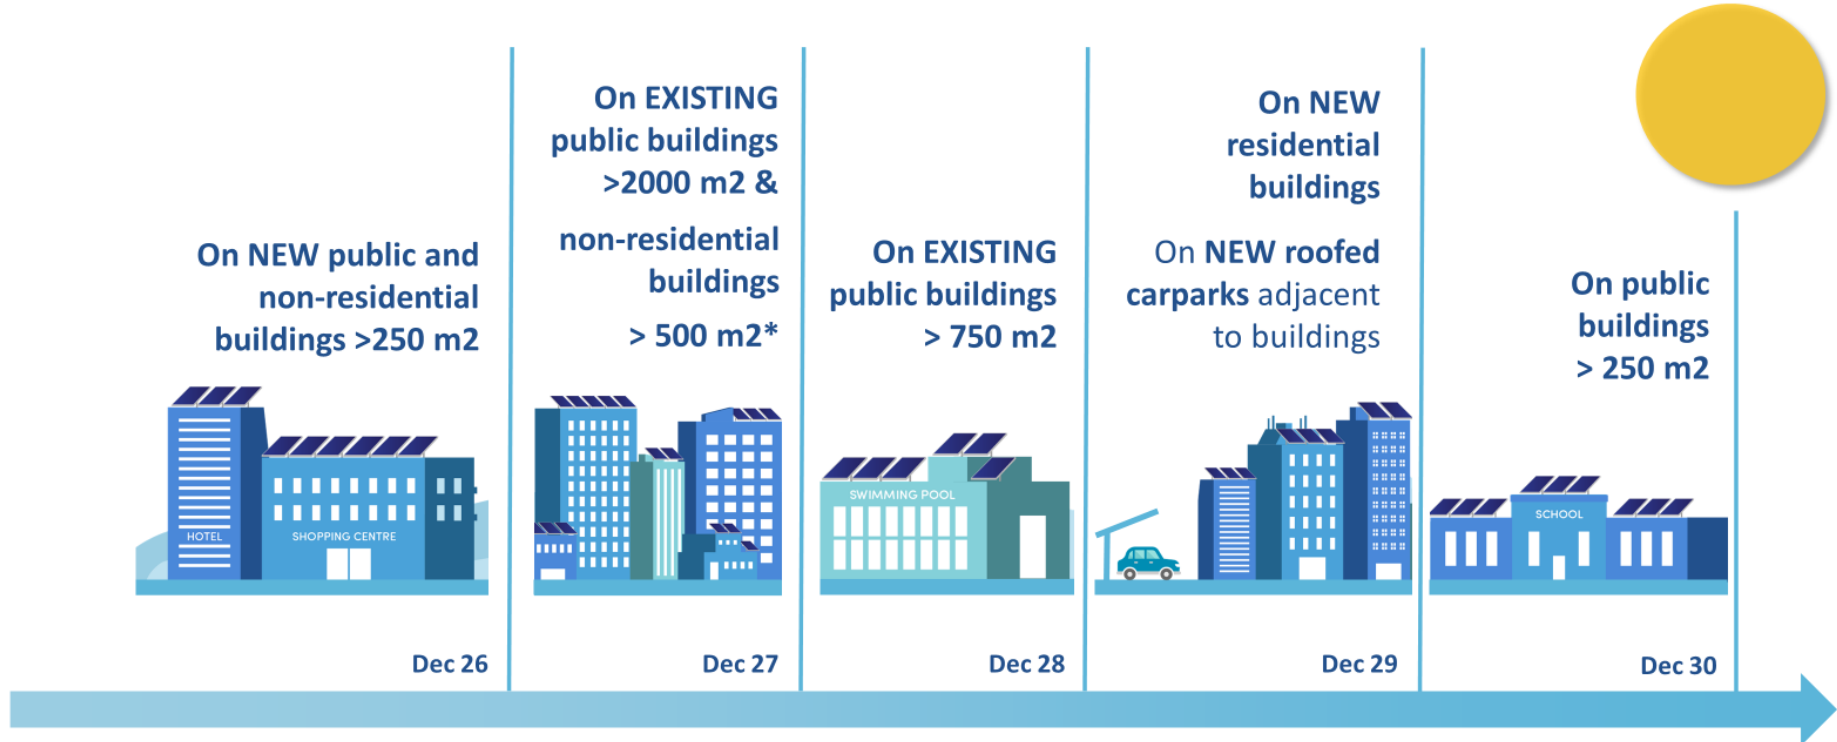 On NEW public and
non-residential
buildings >250 m2
HOTEL
SHOPPING CENTRE
Dec 26
On EXISTING
public buildings
>2000 m2 &
non-residential
buildings
> 500 m2*
Dec 27
On EXISTING
public buildings
> 750 m2
SWIMMING POOL
Dec 28
On NEW
residential
buildings
On NEW roofed
carparks adjacent
to buildings
Dec 29
On public
buildings
> 250 m2
SCHOOL
Dec 30